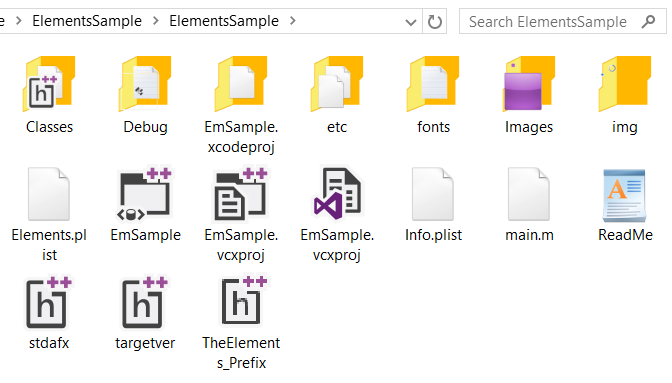 e > ElementsSample > ElementsSample >
Search ElementsSample
Classes
Debug
EmSample.
xcodeproj
etc
fonts
Images
img
Elements.pl
ist
EmSample
EmSample.
vcxproj
EmSample.
vcxproj
Info.plist
main.m
ReadMe
stdafx
targetver
TheElement
s_Prefix